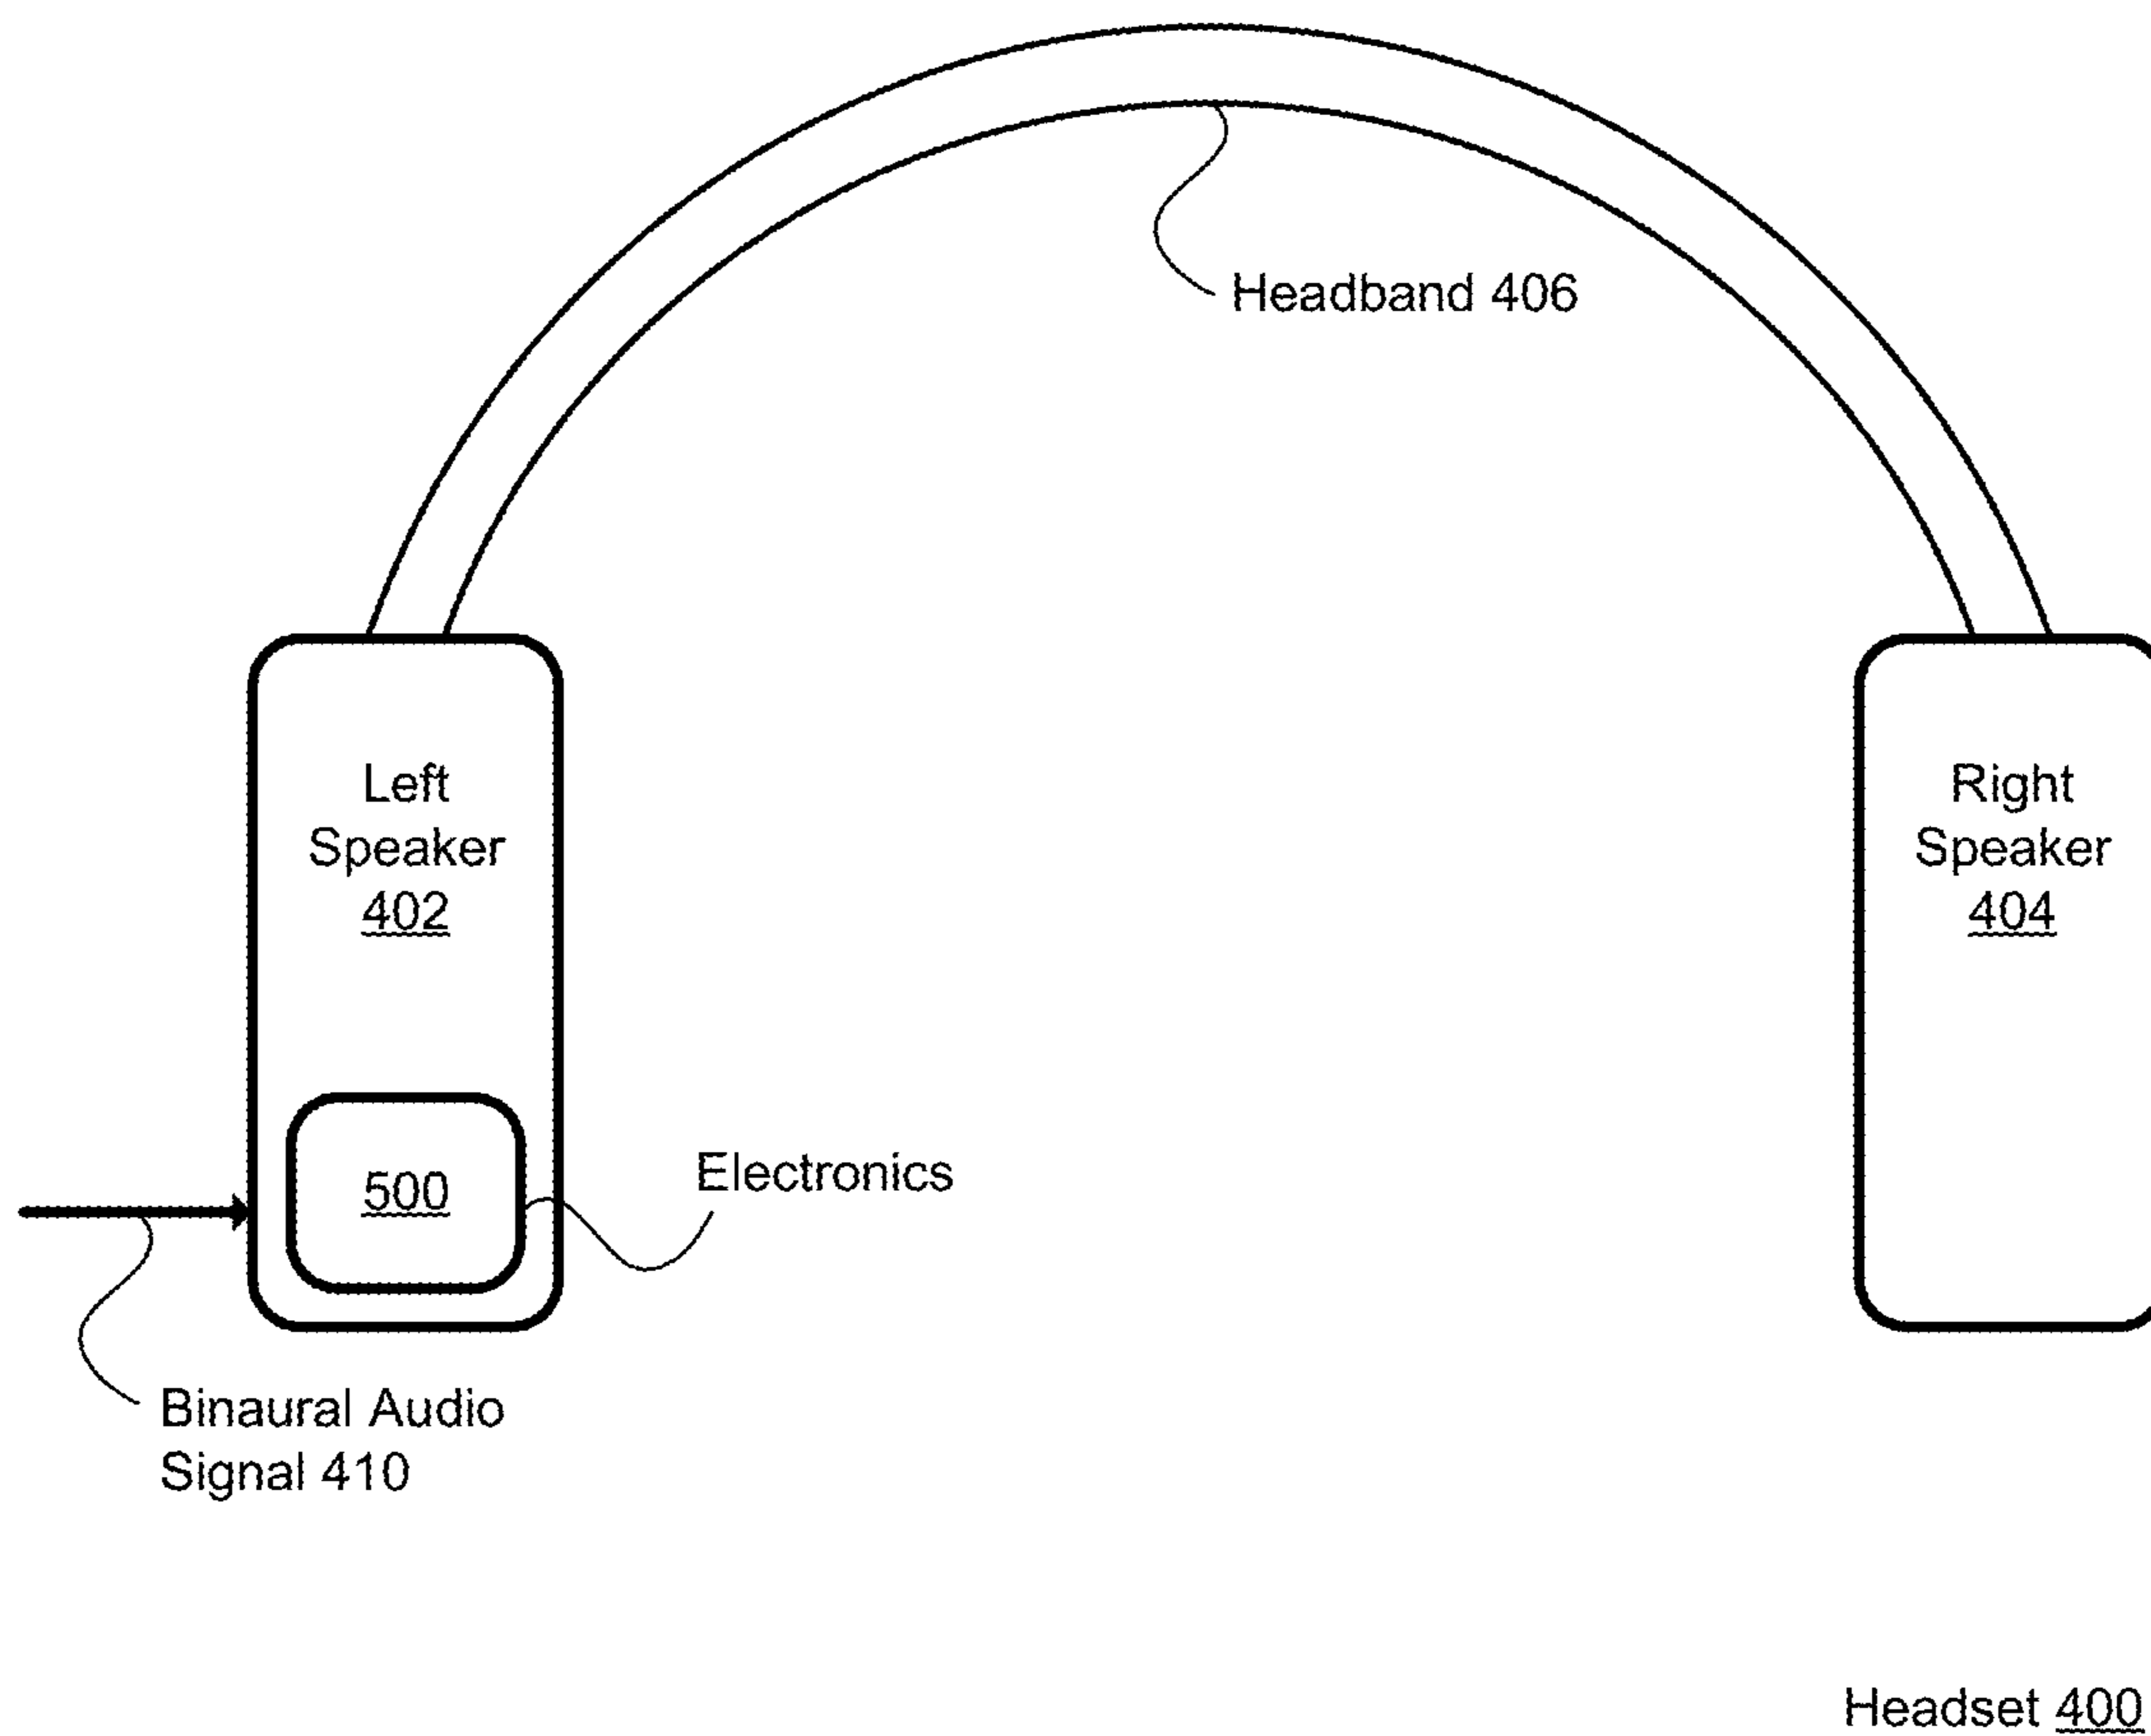 Headband 406
Left
Speaker
402
Right
Speaker
404
500
Electronics
Binaural Audio
Signal 410
Headset 400